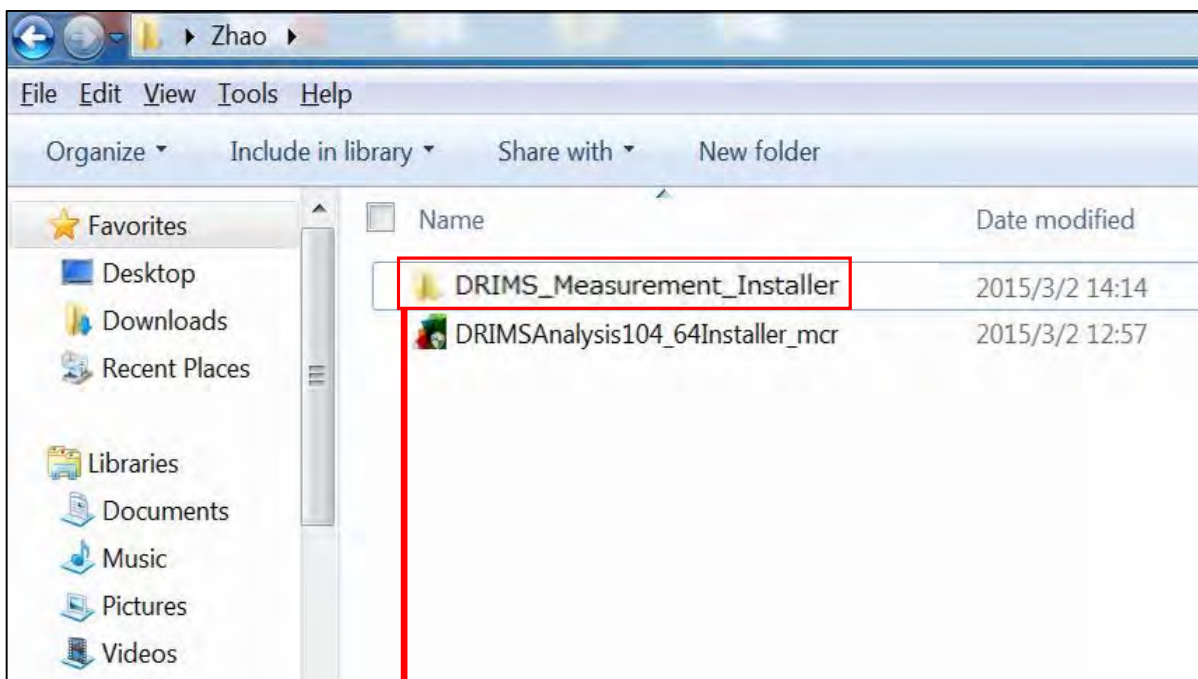 Zhao
File Edit View Tools Help
Organize Include in library Share with New folder
Favorites
Desktop
Downloads
Recent Places
Libraries
Documents
Music
Pictures
Videos
Name Date modified
DRIMS_Measurement_Installer 2015/3/2 14:14
DRIMSAnalysis104_64Installer_mcr 2015/3/2 12:57